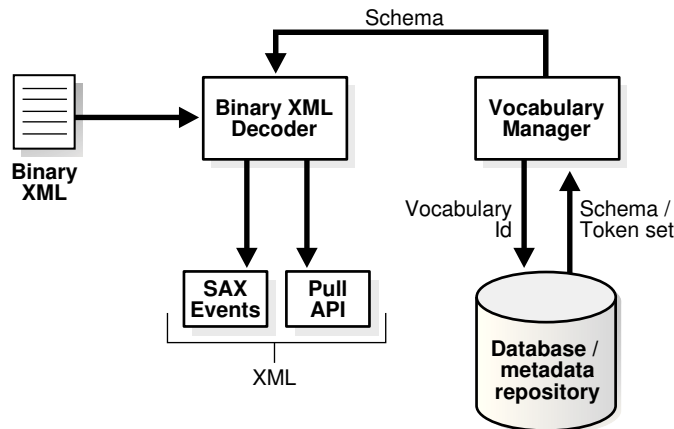 Schema
Binary XML
Decoder
Vocabulary
Manager
Binary
XML
Vocabulary
Id
Schema /
Token set
SAX
Events
Pull
API
XML
Database /
metadata
repository